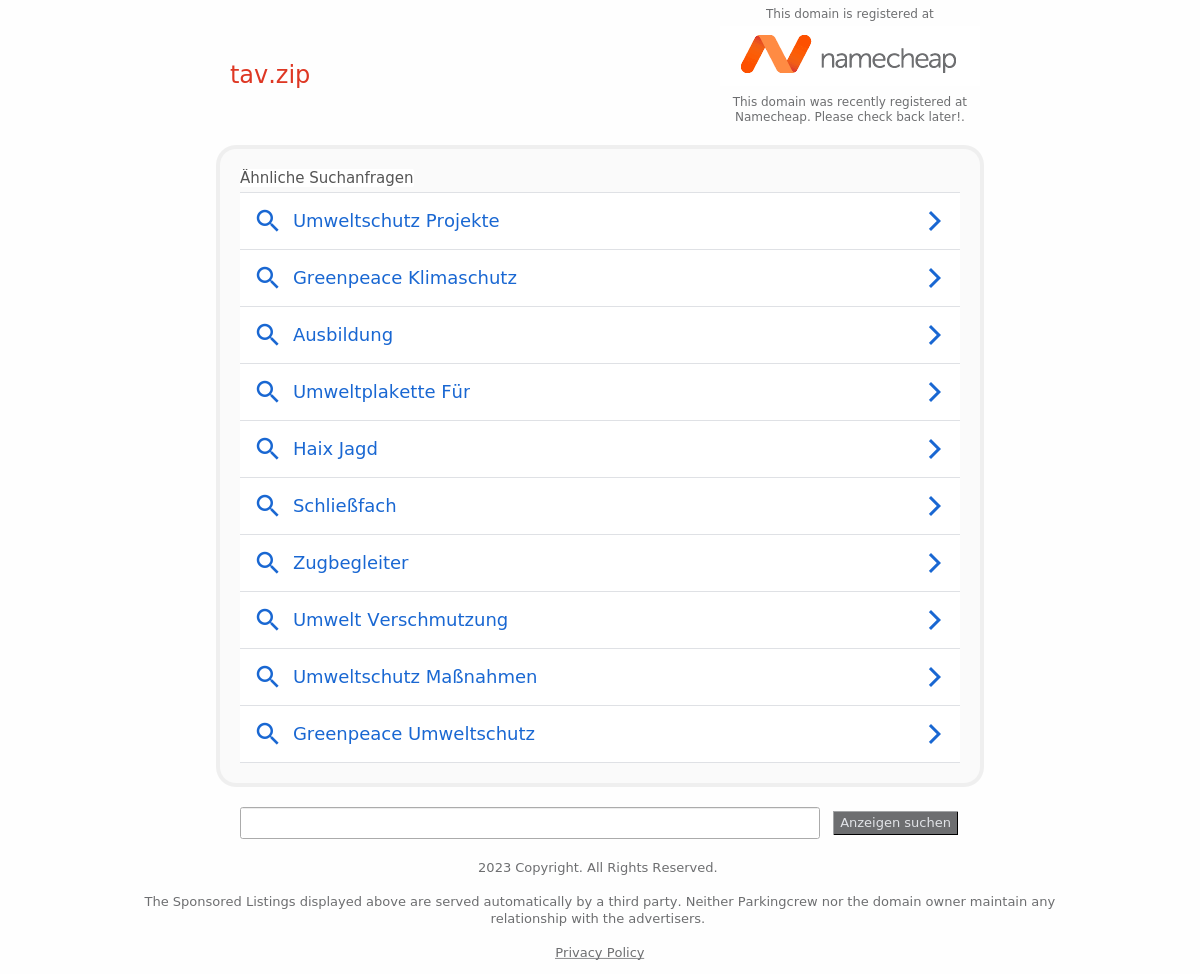 This domain is registered at
namecheap
tav.zip
This domain was recently registered at
Namecheap. Please check back later!.
Ähnliche Suchanfragen
Umweltschutz Projekte
Greenpeace Klimaschutz
Ausbildung
Umweltplakette Für
Haix Jagd
Schließfach
Zugbegleiter
Umwelt Verschmutzung
Umweltschutz Maßnahmen
Greenpeace Umweltschutz
Anzeigen suchen
2023 Copyright. All Rights Reserved.
The Sponsored Listings displayed above are served automatically by a third party. Neither Parkingcrew nor the domain owner maintain any
relationship with the advertisers.
Privacy Policy